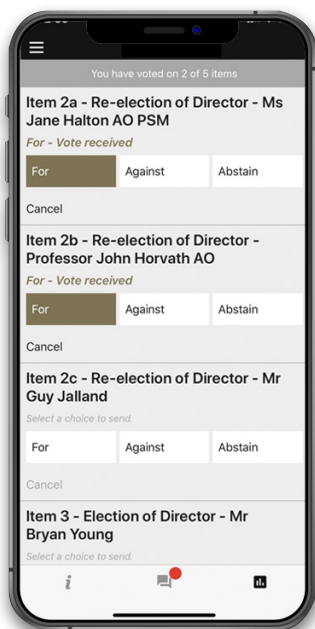 You have voted on 2 of 5 items
Item 2a - Re-election of Director - Ms
Jane Halton AO PSM
For - Vote received
For
Against
Abstain
Cancel
Item 2b - Re-election of Director -
Professor John Horvath AO
For - Vote received
For
Against
Abstain
Cancel
Item 2c - Re-election of Director - Mr
Guy Jalland
Select a choice to send.
For
Against
Abstain
Cancel
Item 3 - Election of Director - Mr
Bryan Young
Select a choice to send.